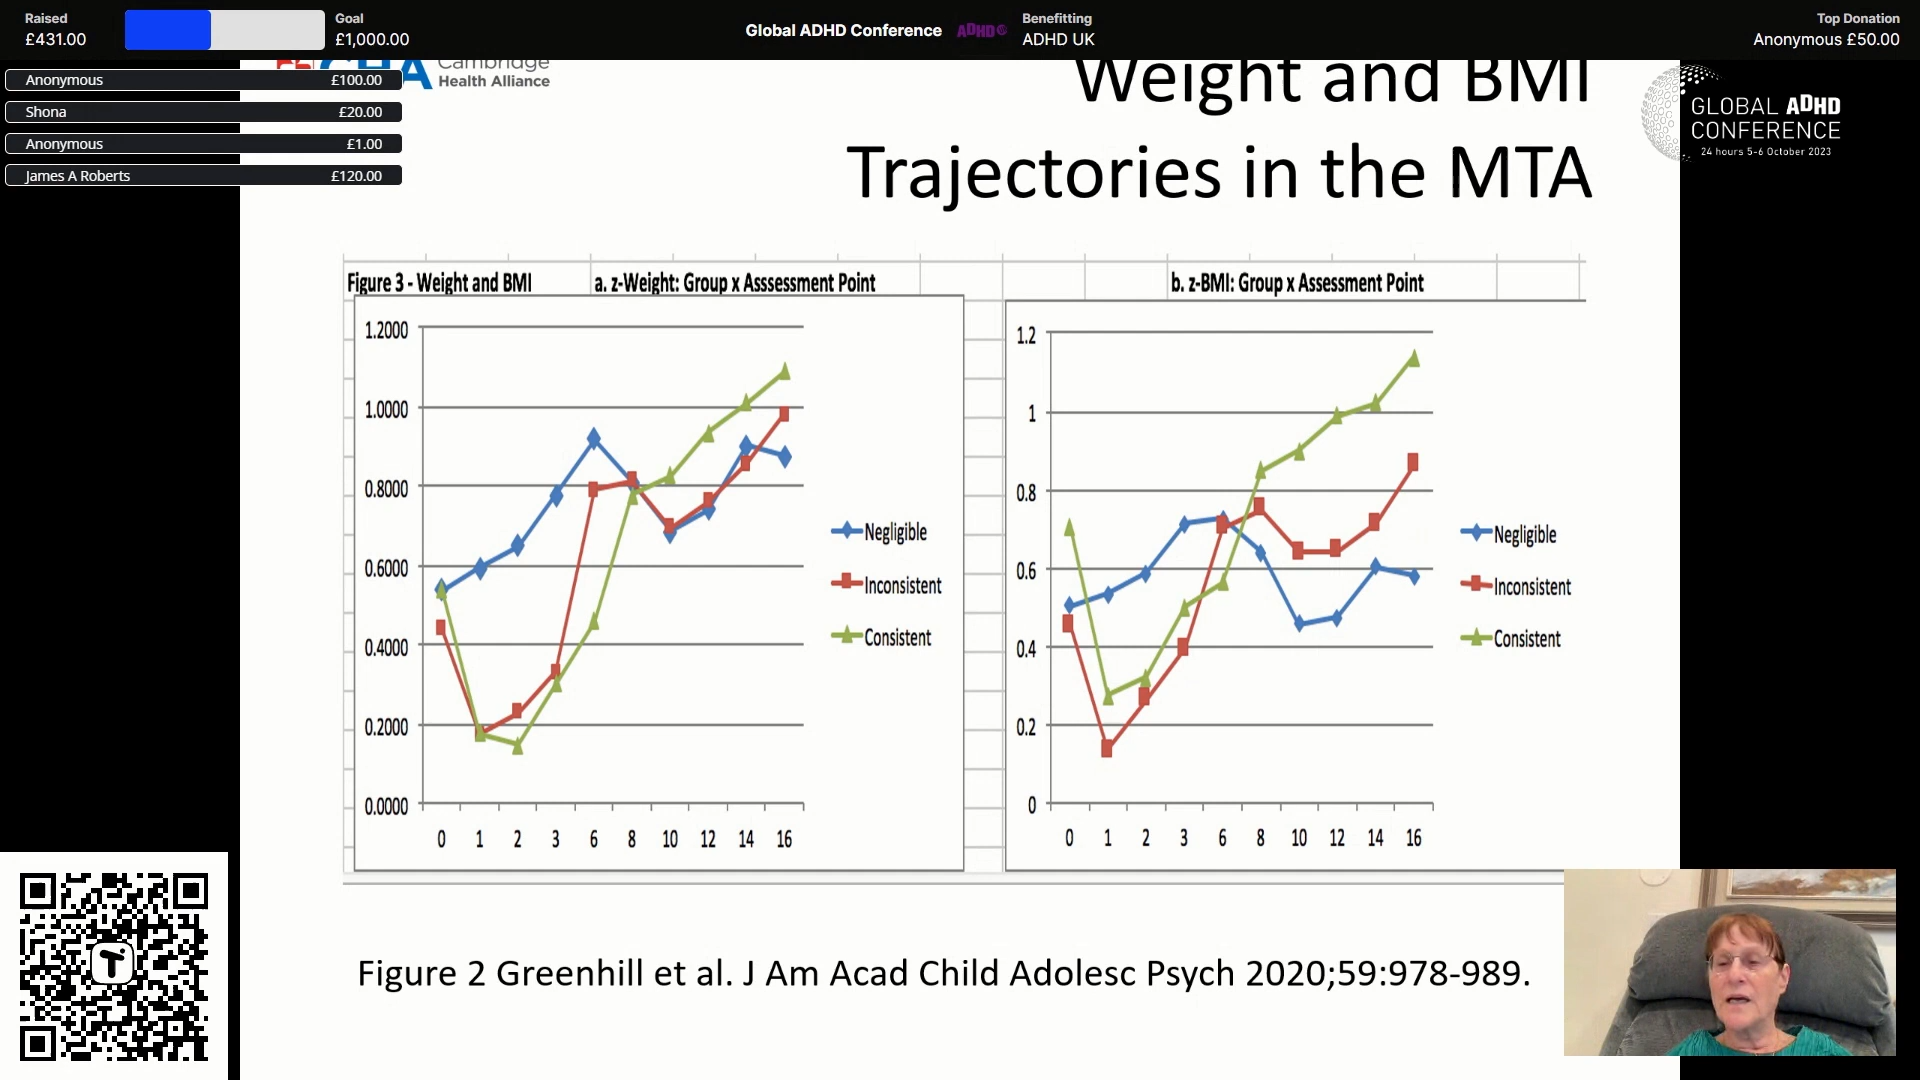 Raised
£431.00
Goal
£1,000.00
Global ADHD Conference
ADHD
Benefitting
ADHD UK
Top Donation
Anonymous £50.00
Anonymous £100.00
Shona £20.00
Anonymous £1.00
James A Roberts £120.00
CHA Cambridge
Health Alliance
Weight and BMI
Trajectories in the MTA
GLOBAL ADHD
CONFERENCE
24 hours 5-6 October 2023
Figure 3 - Weight and BMI
a. z-Weight: Group x Asssessment Point
1.2000
1.0000
0.8000
0.6000
0.4000
0.2000
0.0000
0 1 2 3 6 8 10 12 14 16
Negligible
Inconsistent
Consistent
b. z-BMI: Group x Assessment Point
1.2
1
0.8
0.6
0.4
0.2
0
0 1 2 3 6 8 10 12 14 16
Negligible
Inconsistent
Consistent
T
Figure 2 Greenhill et al. J Am Acad Child Adolesc Psych 2020;59:978-989.